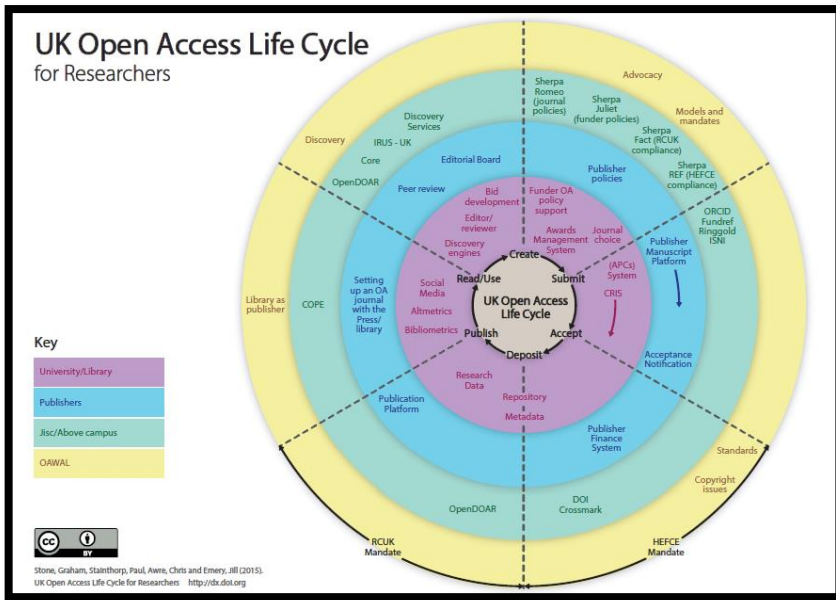 UK Open Access Life Cycle
for Researchers
Advocacy
Models and
mandates
Discovery
Library as
publisher
Standards
Copyright
issues
Sherpa
Romeo
(journal
policies)
Sherpa
Juliet
(funder policies)
Sherpa
Fact (RCUK
compliance)
Sherpa
REF (HEFCE
compliance)
ORCID
Fundref
Ringgold
ISNI
Discovery
Services
IRUS - UK
Core
OpenDOAR
COPE
OpenDOAR
DOI
Crossmark
Editorial Board
Peer review
Publisher
policies
Publisher
Manuscript
Platform
Acceptance
Notification
Publisher
Finance
System
Publication
Platform
Setting
up an OA
journal
with the
Press/
library
Bid
development
Editor/
reviewer
Discovery
engines
Funder OA
policy
support
Awards
Management
System
Journal
choice
(APCs)
System
CRIS
Social
Media
Altmetrics
Bibliometrics
Research
Data
Repository
Metadata
Create
Submit
Accept
Deposit
Publish
Read/Use
UK Open Access
Life Cycle
Key
University/Library
Publishers
Jisc/Above campus
OAWAL
RCUK
Mandate
HEFCE
Mandate
cc
BY
Stone, Graham, Stainthorp, Paul, Awre, Chris and Emery, Jill (2015).
UK Open Access Life Cycle for Researchers http://dx.doi.org